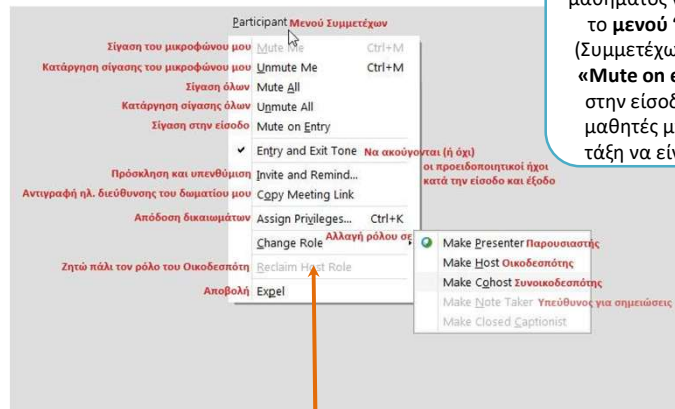 μαθήματος
το μενού
(Συμμετέχω
«Mute on e
στην είσοδ
μαθητές μ
τάξη να είν
Participant Μενού Συμμετέχων
Σίγαση του μικροφώνου μου Mute Me Ctrl+M
Κατάργηση σίγασης του μικροφώνου μου Unmute Me Ctrl+M
Σίγαση όλων Mute All
Κατάργηση σίγασης όλων Unmute All
Σίγαση στην είσοδο Mute on Entry
Entry and Exit Tone Να ακούγονται (ή όχι)
οι προειδοποιητικοί ήχοι
κατά την είσοδο και έξοδο
Πρόσκληση και υπενθύμιση Invite and Remind...
Αντιγραφή ηλ. διεύθυνσης του δωματίου μου Copy Meeting Link
Απόδοση δικαιωμάτων Assign Privileges... Ctrl+K
Change Role Αλλαγή ρόλου σε
Make Presenter Παρουσιαστής
Make Host Οικοδεσπότης
Make Cohost Συνοικοδεσπότης
Make Note Taker Υπεύθυνος για σημειώσεις
Make Closed Captionist
Ζητώ πάλι τον ρόλο του Οικοδεσπότη Reclaim Host Role
Αποβολή Expel